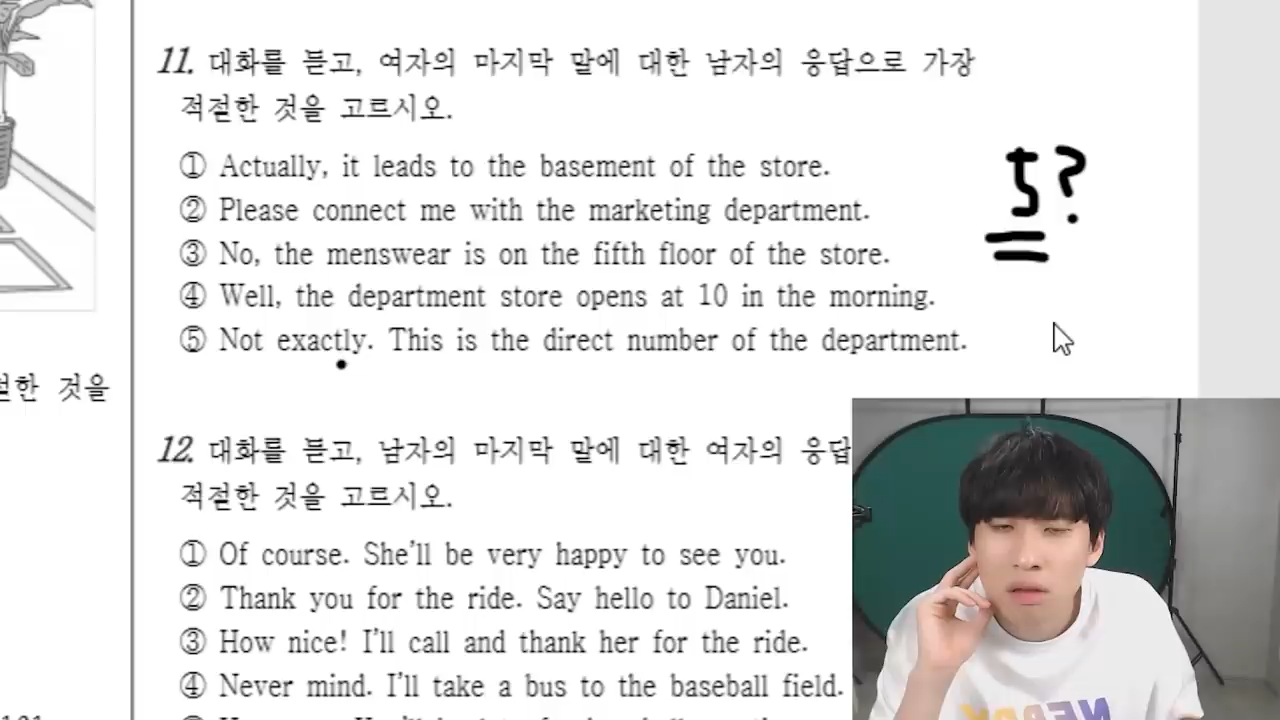 11. 대화를 듣고, 여자의 마지막 말에 대한 남자의 응답으로 가장
적절한 것을 고르시오.
① Actually, it leads to the basement of the store.
② Please connect me with the marketing department.
③ No, the menswear is on the fifth floor of the store.
④ Well, the department store opens at 10 in the morning.
⑤ Not exactly. This is the direct number of the department.
5?
것을
12. 대화를 듣고, 남자의 마지막 말에 대한 여자의 응답
적절한 것을 고르시오.
① Of course. She'll be very happy to see you.
② Thank you for the ride. Say hello to Daniel.
③ How nice! I'll call and thank her for the ride.
④ Never mind. I'll take a bus to the baseball field.